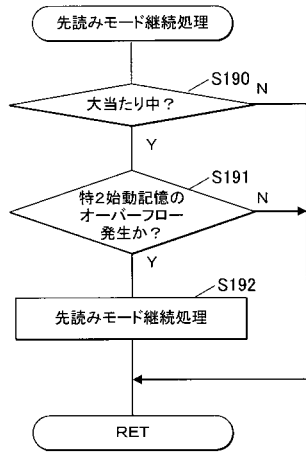 先読みモード継続処理
S190
大当たり中？
N
Y
S191
特2始動記憶の
オーバーフロー
発生か？
N
Y
S192
先読みモード継続処理
RET